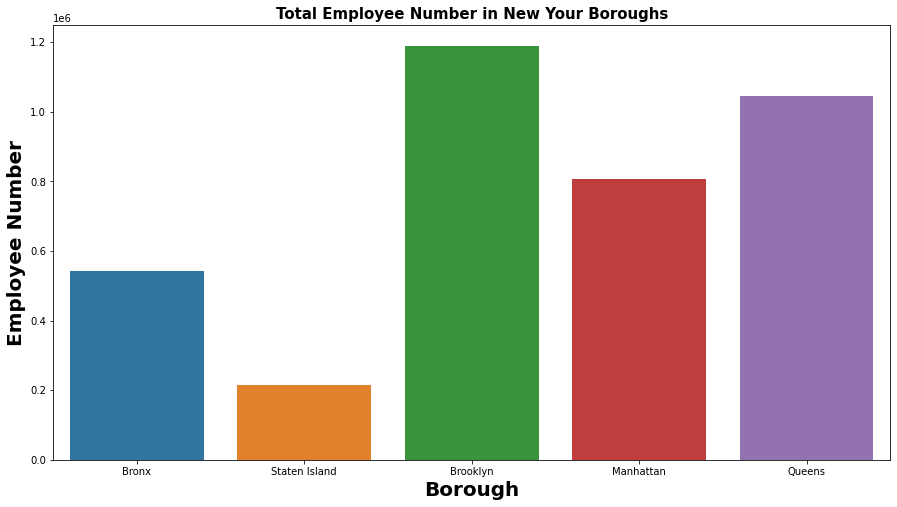 Total Employee Number in New Your Boroughs
1e6
1.2
1.0
0.8
0.6
0.4
0.2
0.0
Employee Number
Bronx Staten Island Brooklyn Manhattan Queens
Borough